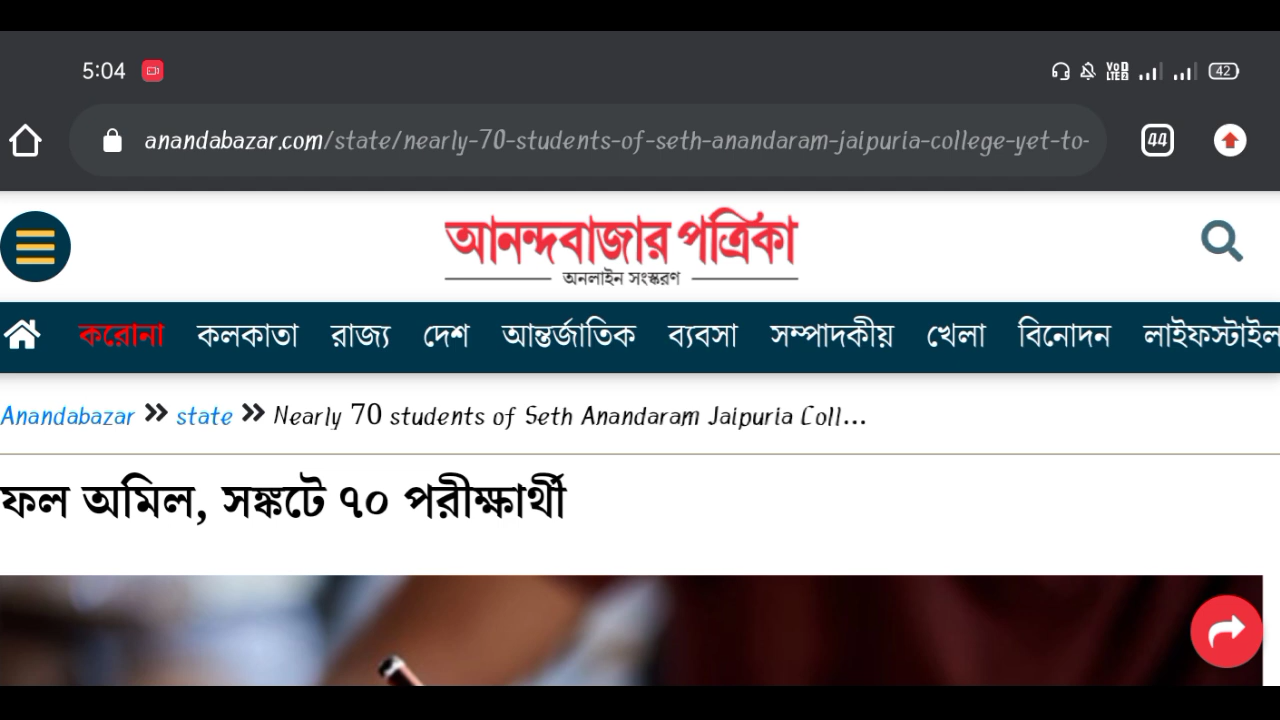 5:04 VoD LTE2 42
anandabazar.com/state/nearly-70-students-of-seth-anandaram-jaipuria-college-yet-to- 44
আনন্দবাজার পত্রিকা
অনলাইন সংস্করণ
করোনা কলকাতা রাজ্য দেশ আন্তর্জাতিক ব্যবসা সম্পাদকীয় খেলা বিনোদন লাইফস্টাইল
Anandabazar » state » Nearly 70 students of Seth Anandaram Jaipuria Coll...
ফল অমিল, সঙ্কটে ৭০ পরীক্ষার্থী